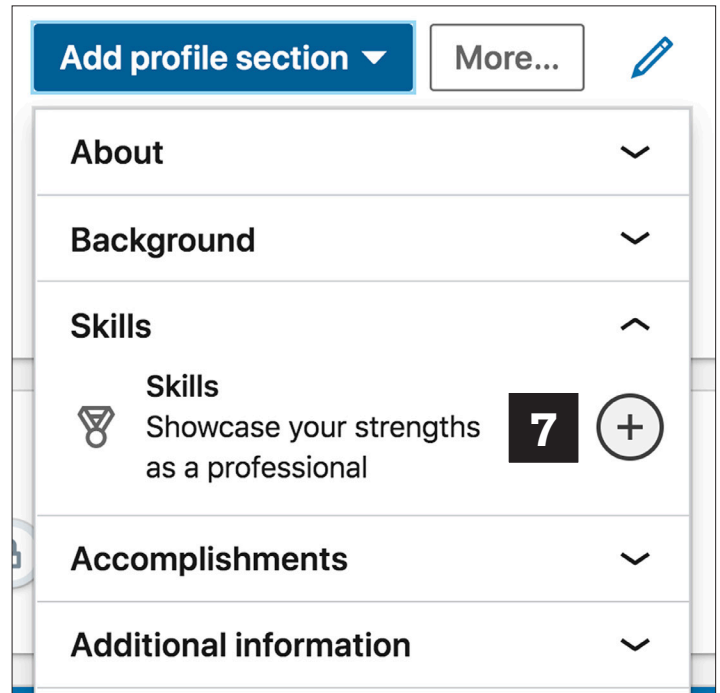 Add profile section More...
About
Background
Skills
Skills
Showcase your strengths
7
as a professional
Accomplishments
Additional information